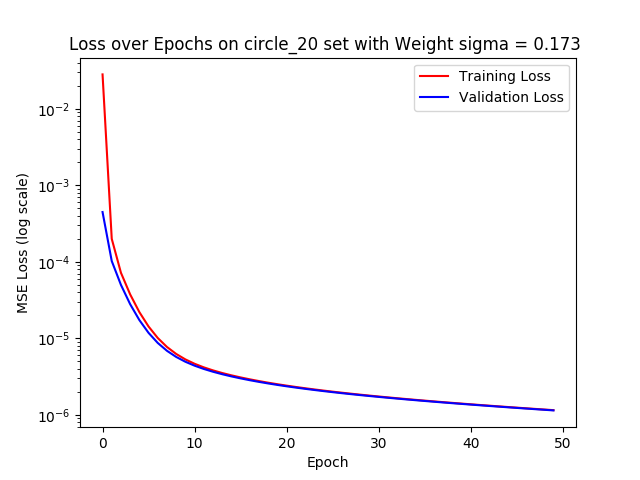 Loss over Epochs on circle_20 set with Weight sigma = 0.173
Training Loss
Validation Loss
10⁻²
10⁻³
10⁻⁴
10⁻⁵
10⁻⁶
MSE Loss (log scale)
0 10 20 30 40 50
Epoch